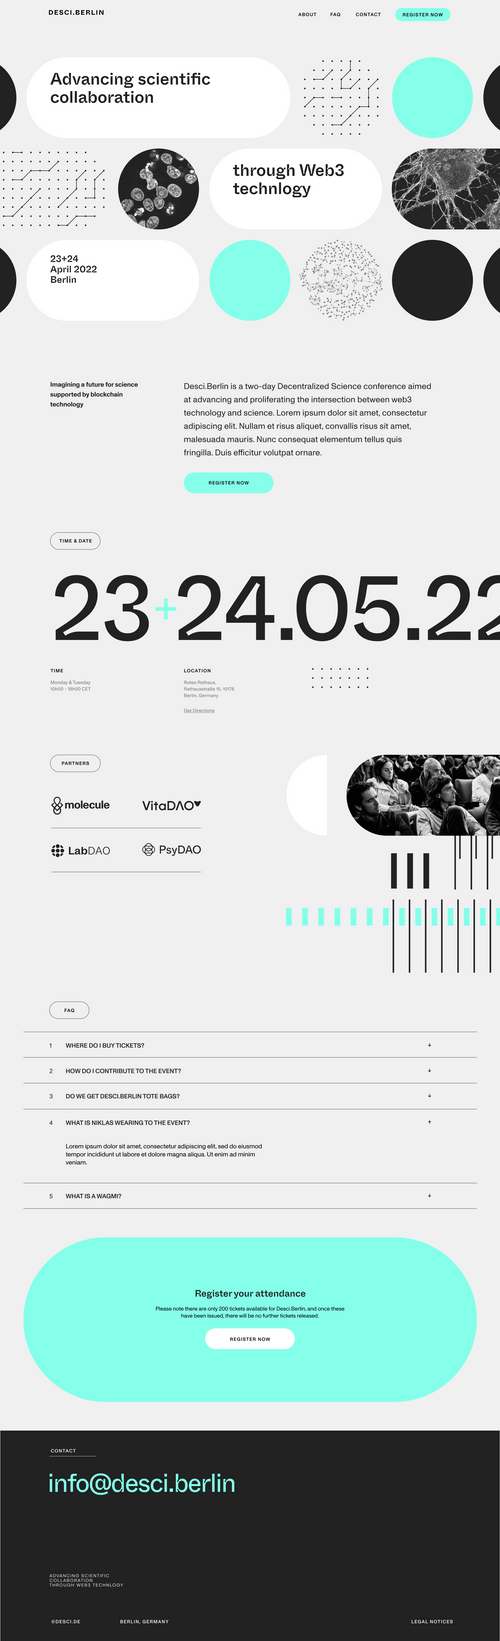 DESCI.BERLIN
ABOUT FAQ CONTACT REGISTER NOW
Advancing scientific
collaboration
through Web3
technlogy
23+24
April 2022
Berlin
Imagining a future for science
supported by blockchain
technology
Desci.Berlin is a two-day Decentralized Science conference aimed
at advancing and proliferating the intersection between web3
technology and science. Lorem ipsum dolor sit amet, consectetur
adipiscing elit. Nullam et risus aliquet, convallis risus sit amet,
malesuada mauris. Nunc consequat elementum tellus quis
fringilla. Duis efficitur volutpat ornare.
REGISTER NOW
TIME & DATE
23+24.05.22
TIME
Monday & Tuesday
10h00 - 18h00 CET
LOCATION
Rotes Rathaus,
Rathausstraße 15, 10178
Berlin, Germany
Get Directions
PARTNERS
molecule
VitaDAO
LabDAO
PsyDAO
FAQ
1 WHERE DO I BUY TICKETS?
2 HOW DO I CONTRIBUTE TO THE EVENT?
3 DO WE GET DESCI.BERLIN TOTE BAGS?
4 WHAT IS NIKLAS WEARING TO THE EVENT?
Lorem ipsum dolor sit amet, consectetur adipiscing elit, sed do eiusmod
tempor incididunt ut labore et dolore magna aliqua. Ut enim ad minim
veniam.
5 WHAT IS A WAGMI?
Register your attendance
Please note there are only 200 tickets available for Desci.Berlin, and once these
have been issued, there will be no further tickets released.
REGISTER NOW
CONTACT
info@desci.berlin
ADVANCING SCIENTIFIC
COLLABORATION
THROUGH WEB3 TECHNLOGY
©DESCI.DE BERLIN, GERMANY LEGAL NOTICES